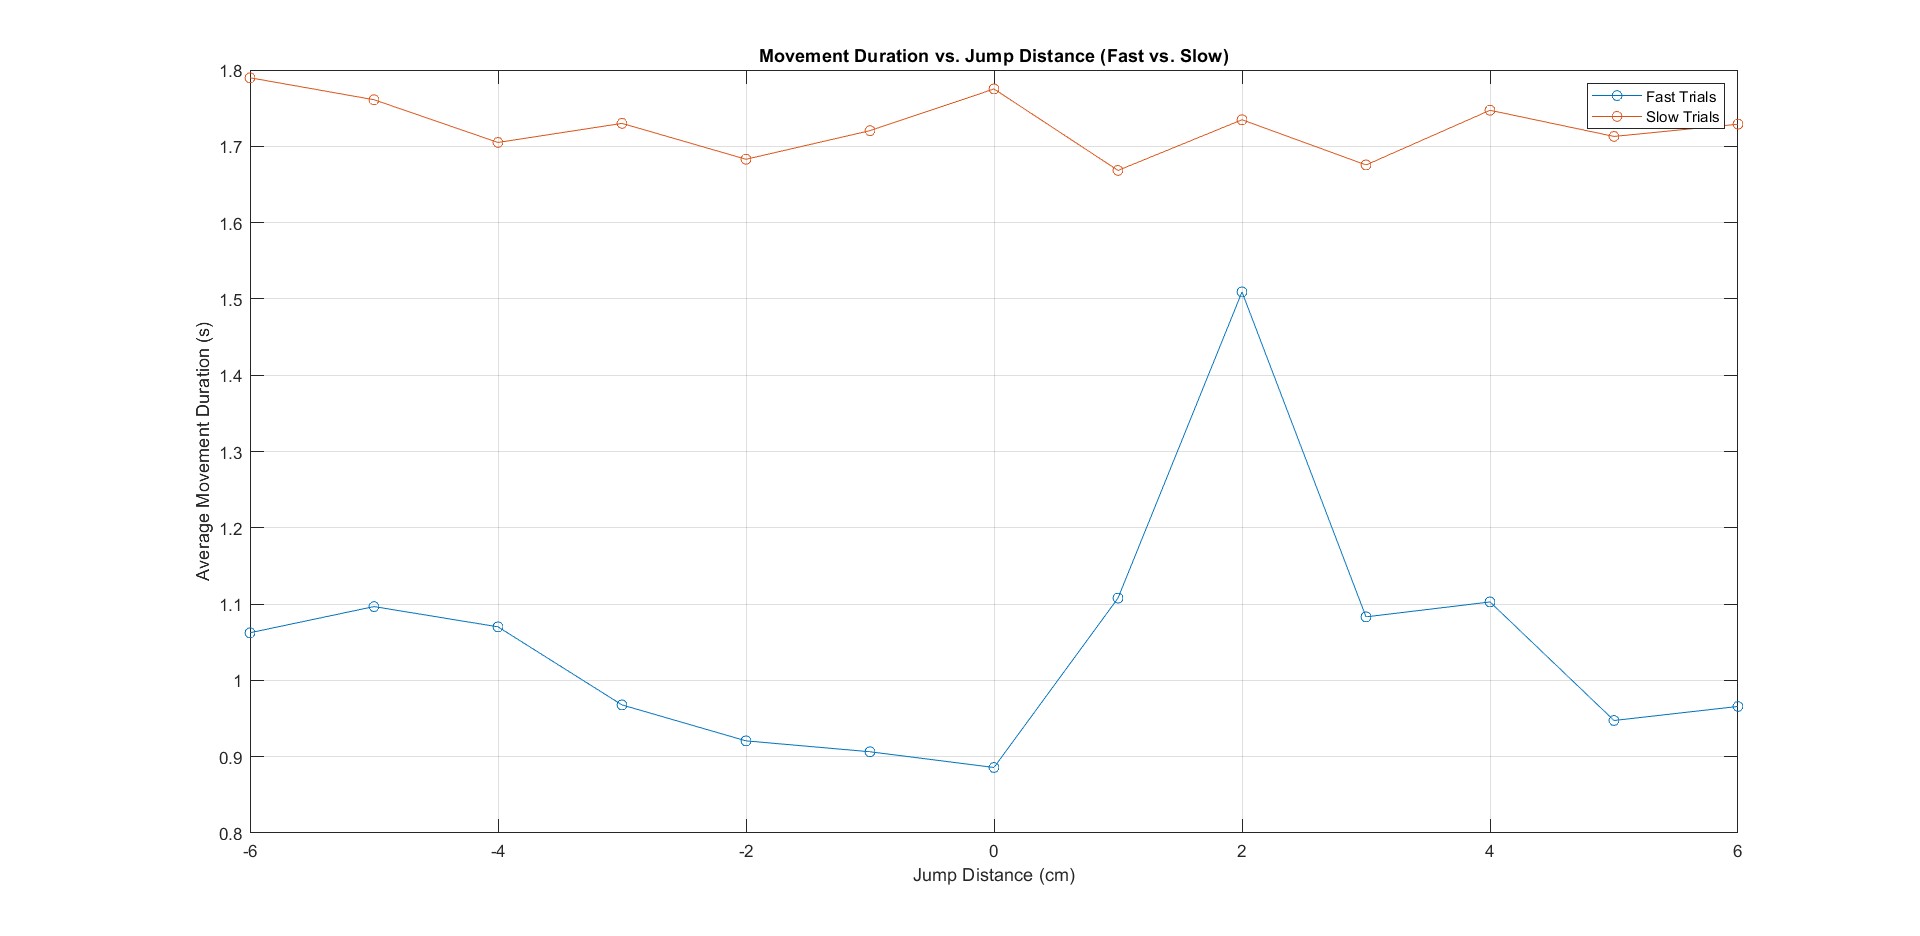 Movement Duration vs. Jump Distance (Fast vs. Slow)
Fast Trials
Slow Trials
Average Movement Duration (s)
1.8
1.7
1.6
1.5
1.4
1.3
1.2
1.1
1
0.9
0.8
-6 -4 -2 0 2 4 6
Jump Distance (cm)